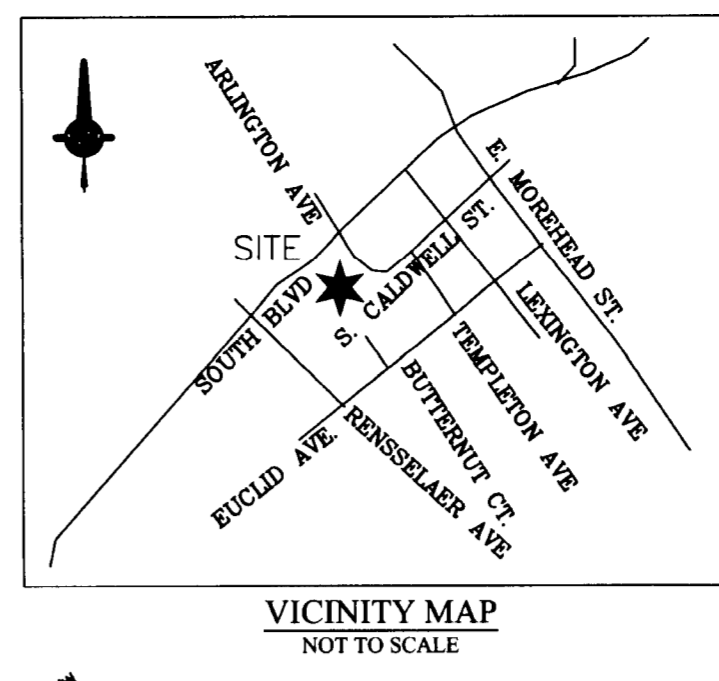 ARLINGTON AVE
E. MOREHEAD ST.
SITE
SOUTH BLVD
S. CALDWELL ST.
LEXINGTON AVE
TEMPLETON AVE
BUTTERNUT CT.
RENSSELAER AVE
EUCLID AVE.
VICINITY MAP
NOT TO SCALE